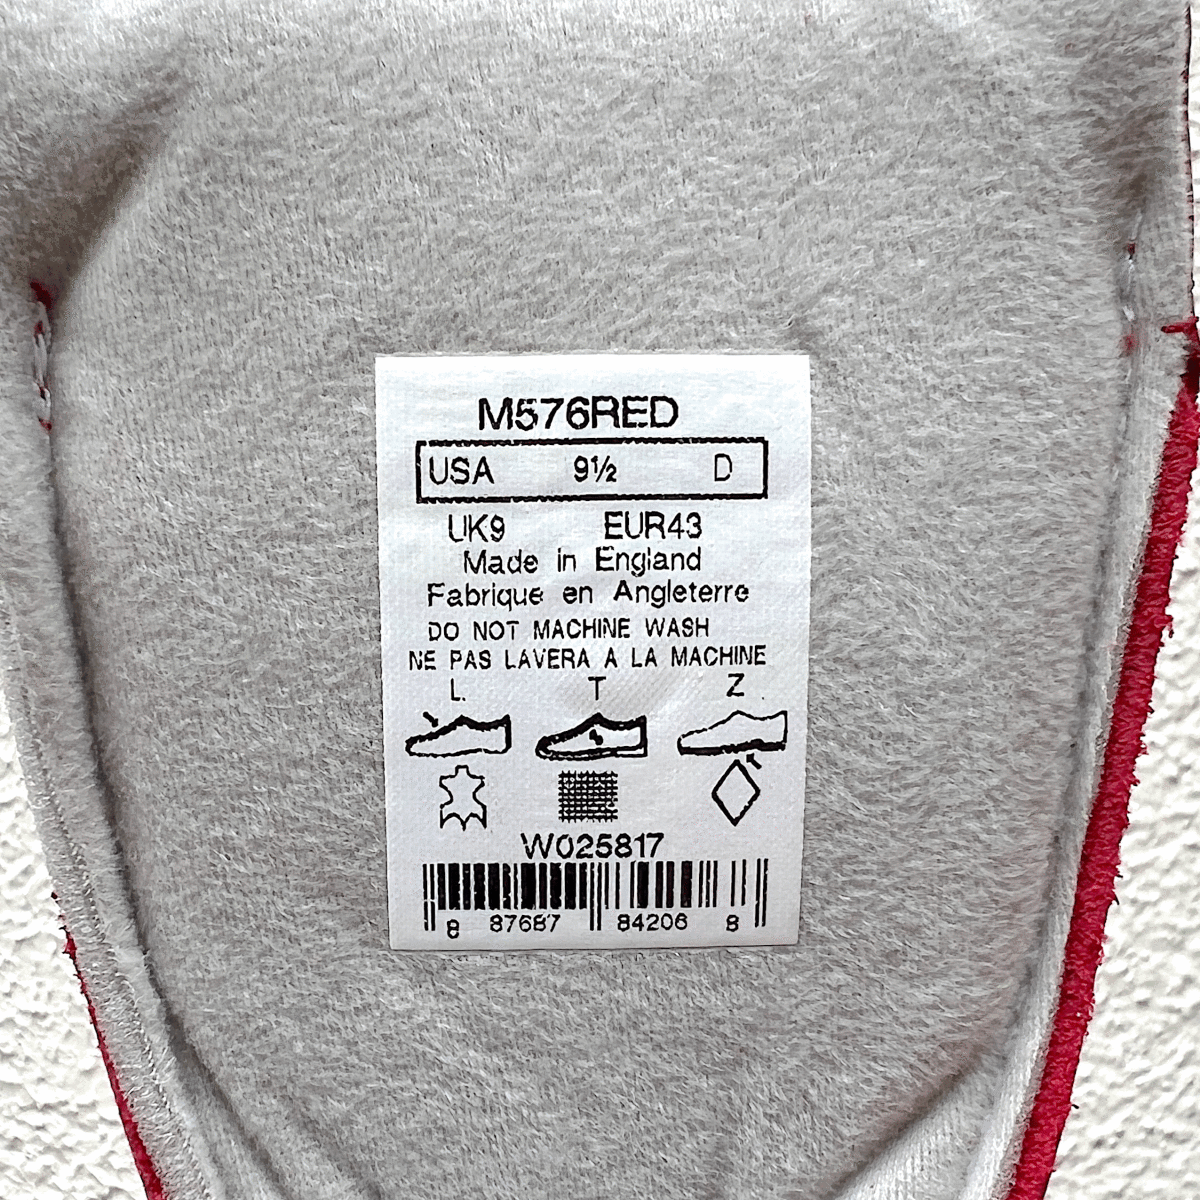 M576RED
USA 9½ D
UK9 EUR43
Made in England
Fabrique en Angleterre
DO NOT MACHINE WASH
NE PAS LAVERA A LA MACHINE
L. T Z
W025817
8 87687 84206 8